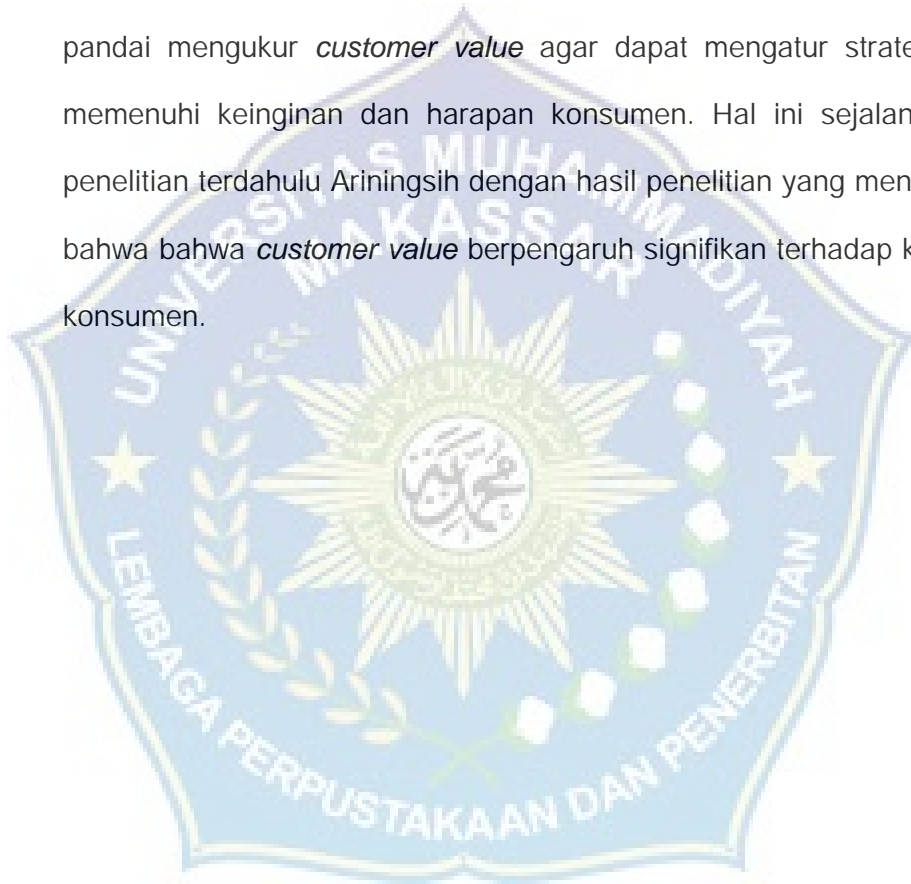 pandai mengukur customer value agar dapat mengatur strate
memenuhi keinginan dan harapan konsumen. Hal ini sejalan
penelitian terdahulu Ariningsih dengan hasil penelitian yang men
bahwa bahwa customer value berpengaruh signifikan terhadap k
konsumen.
UNIVERSITAS MUHAMMADIYAH
MAKASSAR
LEMBAGA PERPUSTAKAAN DAN PENERBITAN